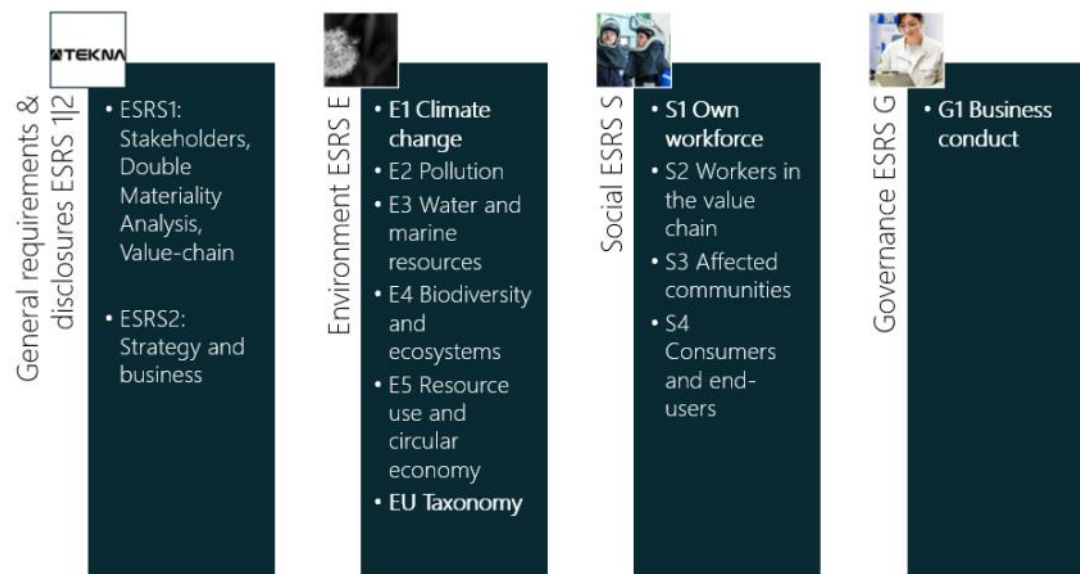 TEKNA
General requirements &
disclosures ESRS 1|2
• ESRS1:
Stakeholders,
Double
Materiality
Analysis,
Value-chain
• ESRS2:
Strategy and
business
Environment ESRS E
• E1 Climate
change
• E2 Pollution
• E3 Water and
marine
resources
• E4 Biodiversity
and
ecosystems
• E5 Resource
use and
circular
economy
• EU Taxonomy
Social ESRS S
• S1 Own
workforce
• S2 Workers in
the value
chain
• S3 Affected
communities
• S4
Consumers
and end-
users
Governance ESRS G
• G1 Business
conduct